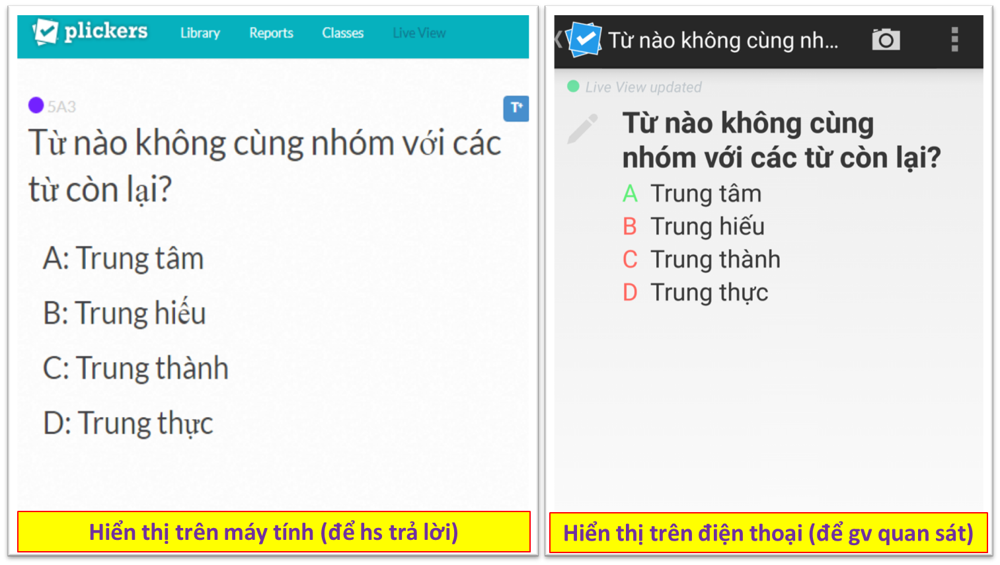 plickers Library Reports Classes Live View
5A3
T+
Từ nào không cùng nhóm với các
từ còn lại?
A: Trung tâm
B: Trung hiếu
C: Trung thành
D: Trung thực
Hiển thị trên máy tính (để hs trả lời)
Từ nào không cùng nh...
Live View updated
Từ nào không cùng
nhóm với các từ còn lại?
A Trung tâm
B Trung hiếu
C Trung thành
D Trung thực
Hiển thị trên điện thoại (để gv quan sát)